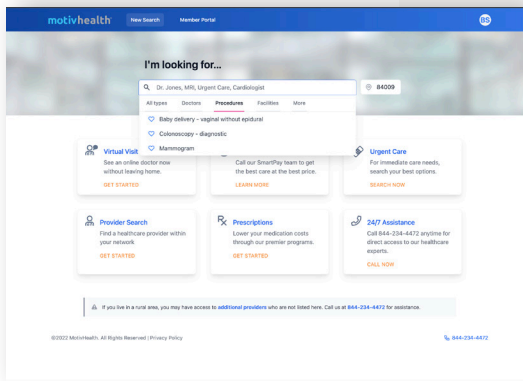 motivhealth
New Search
Member Portal
BS
I'm looking for...
Dr. Jones, MRI, Urgent Care, Cardiologist
84009
All types
Doctors
Procedures
Facilities
More
Baby delivery - vaginal without epidural
Colonoscopy - diagnostic
Mammogram
Virtual Visit
See an online doctor now
without leaving home.
GET STARTED
Call our SmartPay team to get
the best care at the best price.
LEARN MORE
Urgent Care
For immediate care needs,
search your best options.
SEARCH NOW
Provider Search
Find a healthcare provider within
your network
GET STARTED
Prescriptions
Lower your medication costs
through our premier programs.
GET STARTED
24/7 Assistance
Call 844-234-4472 anytime for
direct access to our healthcare
experts.
CALL NOW
If you live in a rural area, you may have access to additional providers who are not listed here. Call us at 844-234-4472 for assistance.
©2022 MotivHealth, All Rights Reserved | Privacy Policy
844-234-4472